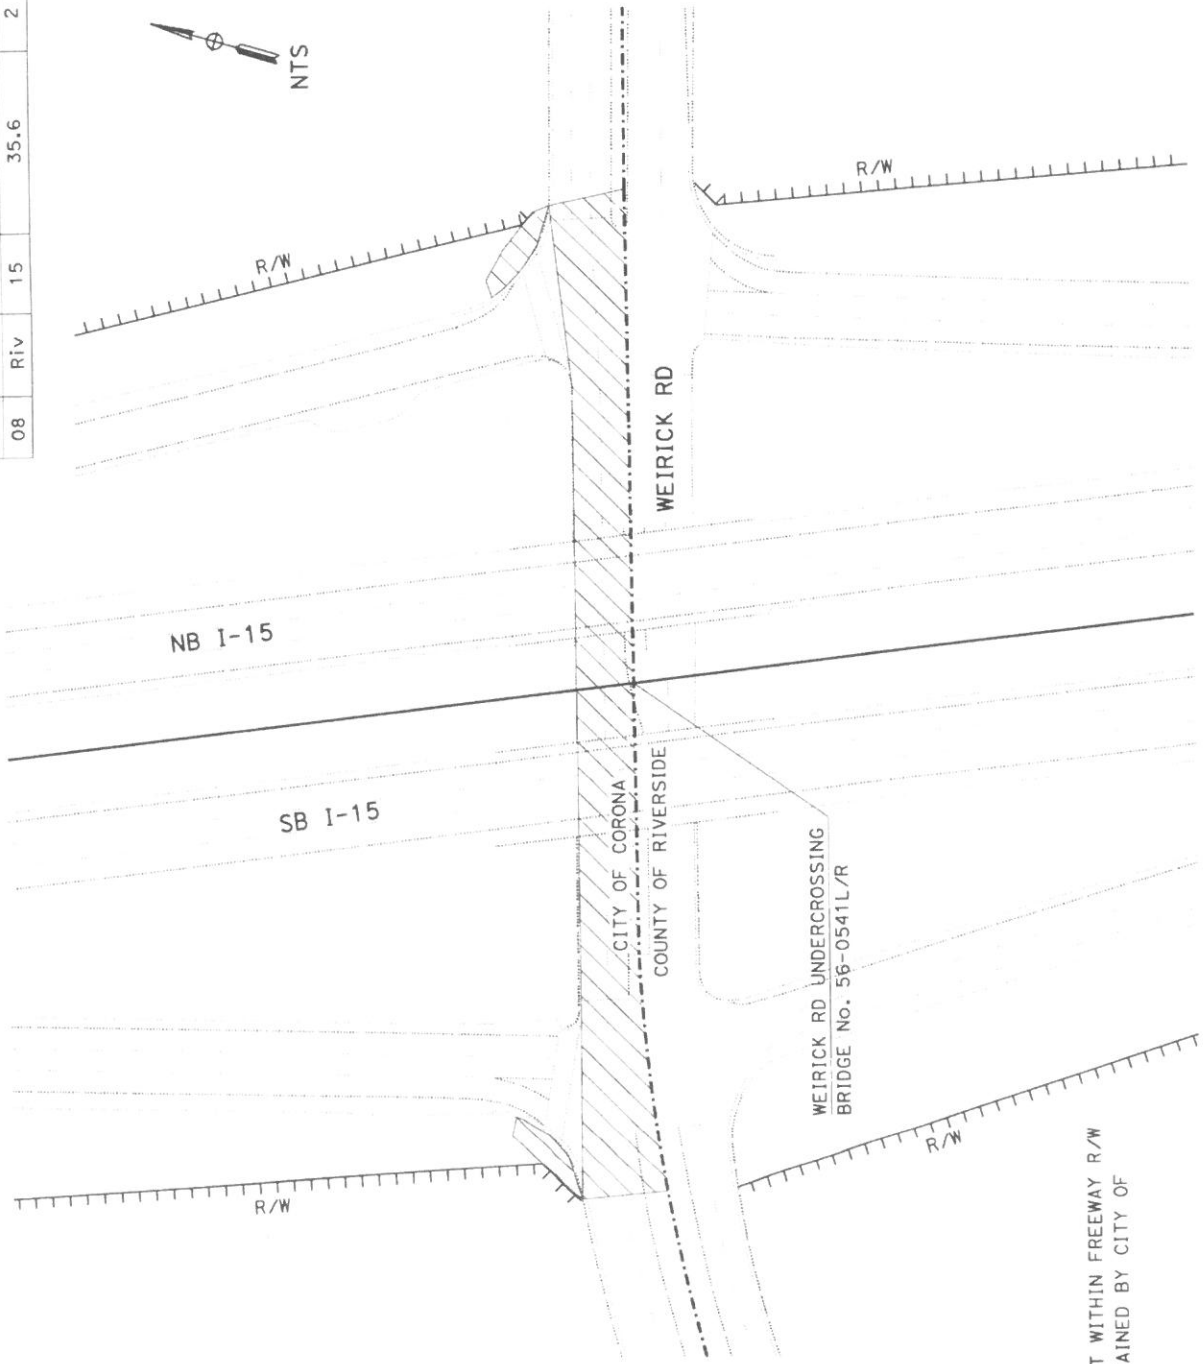 08 Riv 15 35.6 2
NTS
R/W
R/W
NB I-15
WEIRICK RD
SB I-15
CITY OF CORONA
COUNTY OF RIVERSIDE
WEIRICK RD UNDERCROSSING
BRIDGE No. 56-0541L/R
R/W
R/W
T WITHIN FREEWAY R/W
AINED BY CITY OF